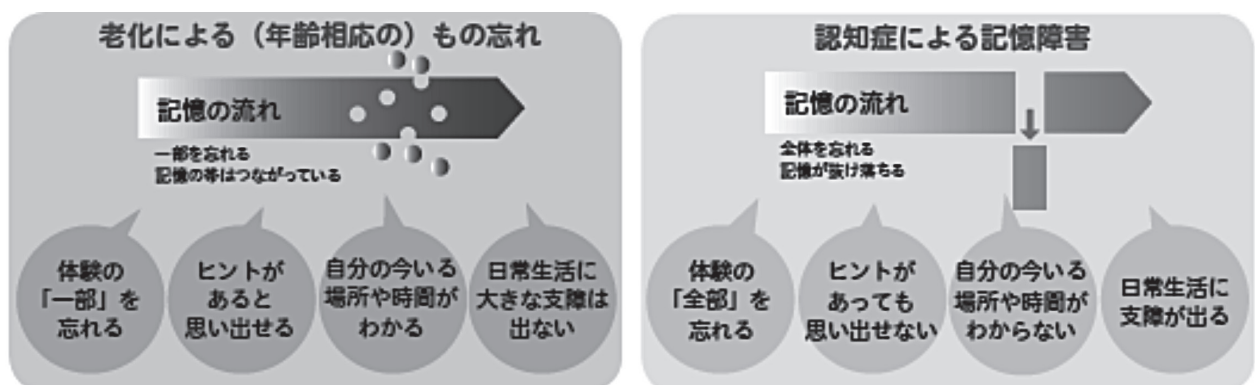 老化による（年齢相応の）もの忘れ
記憶の流れ
一部を忘れる
記憶の帯はつながっている
体験の
「一部」を
忘れる
ヒントが
あると
思い出せる
自分の今いる
場所や時間が
わかる
日常生活に
大きな支障は
出ない
認知症による記憶障害
記憶の流れ
全体を忘れる
記憶が抜け落ちる
体験の
「全部」を
忘れる
ヒントが
あっても
思い出せない
自分の今いる
場所や時間が
わからない
日常生活に
支障が出る